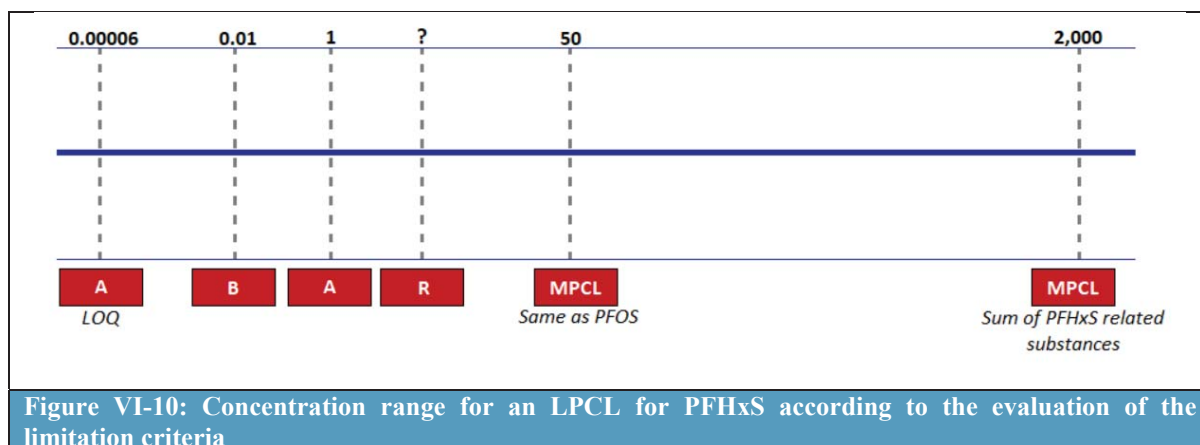 0.00006 0.01 1 ? 50 2,000
A B A R MPCL MPCL
LOQ Same as PFOS Sum of PFHxS related
substances
Figure VI-10: Concentration range for an LPCL for PFHxS according to the evaluation of the
limitation criteria